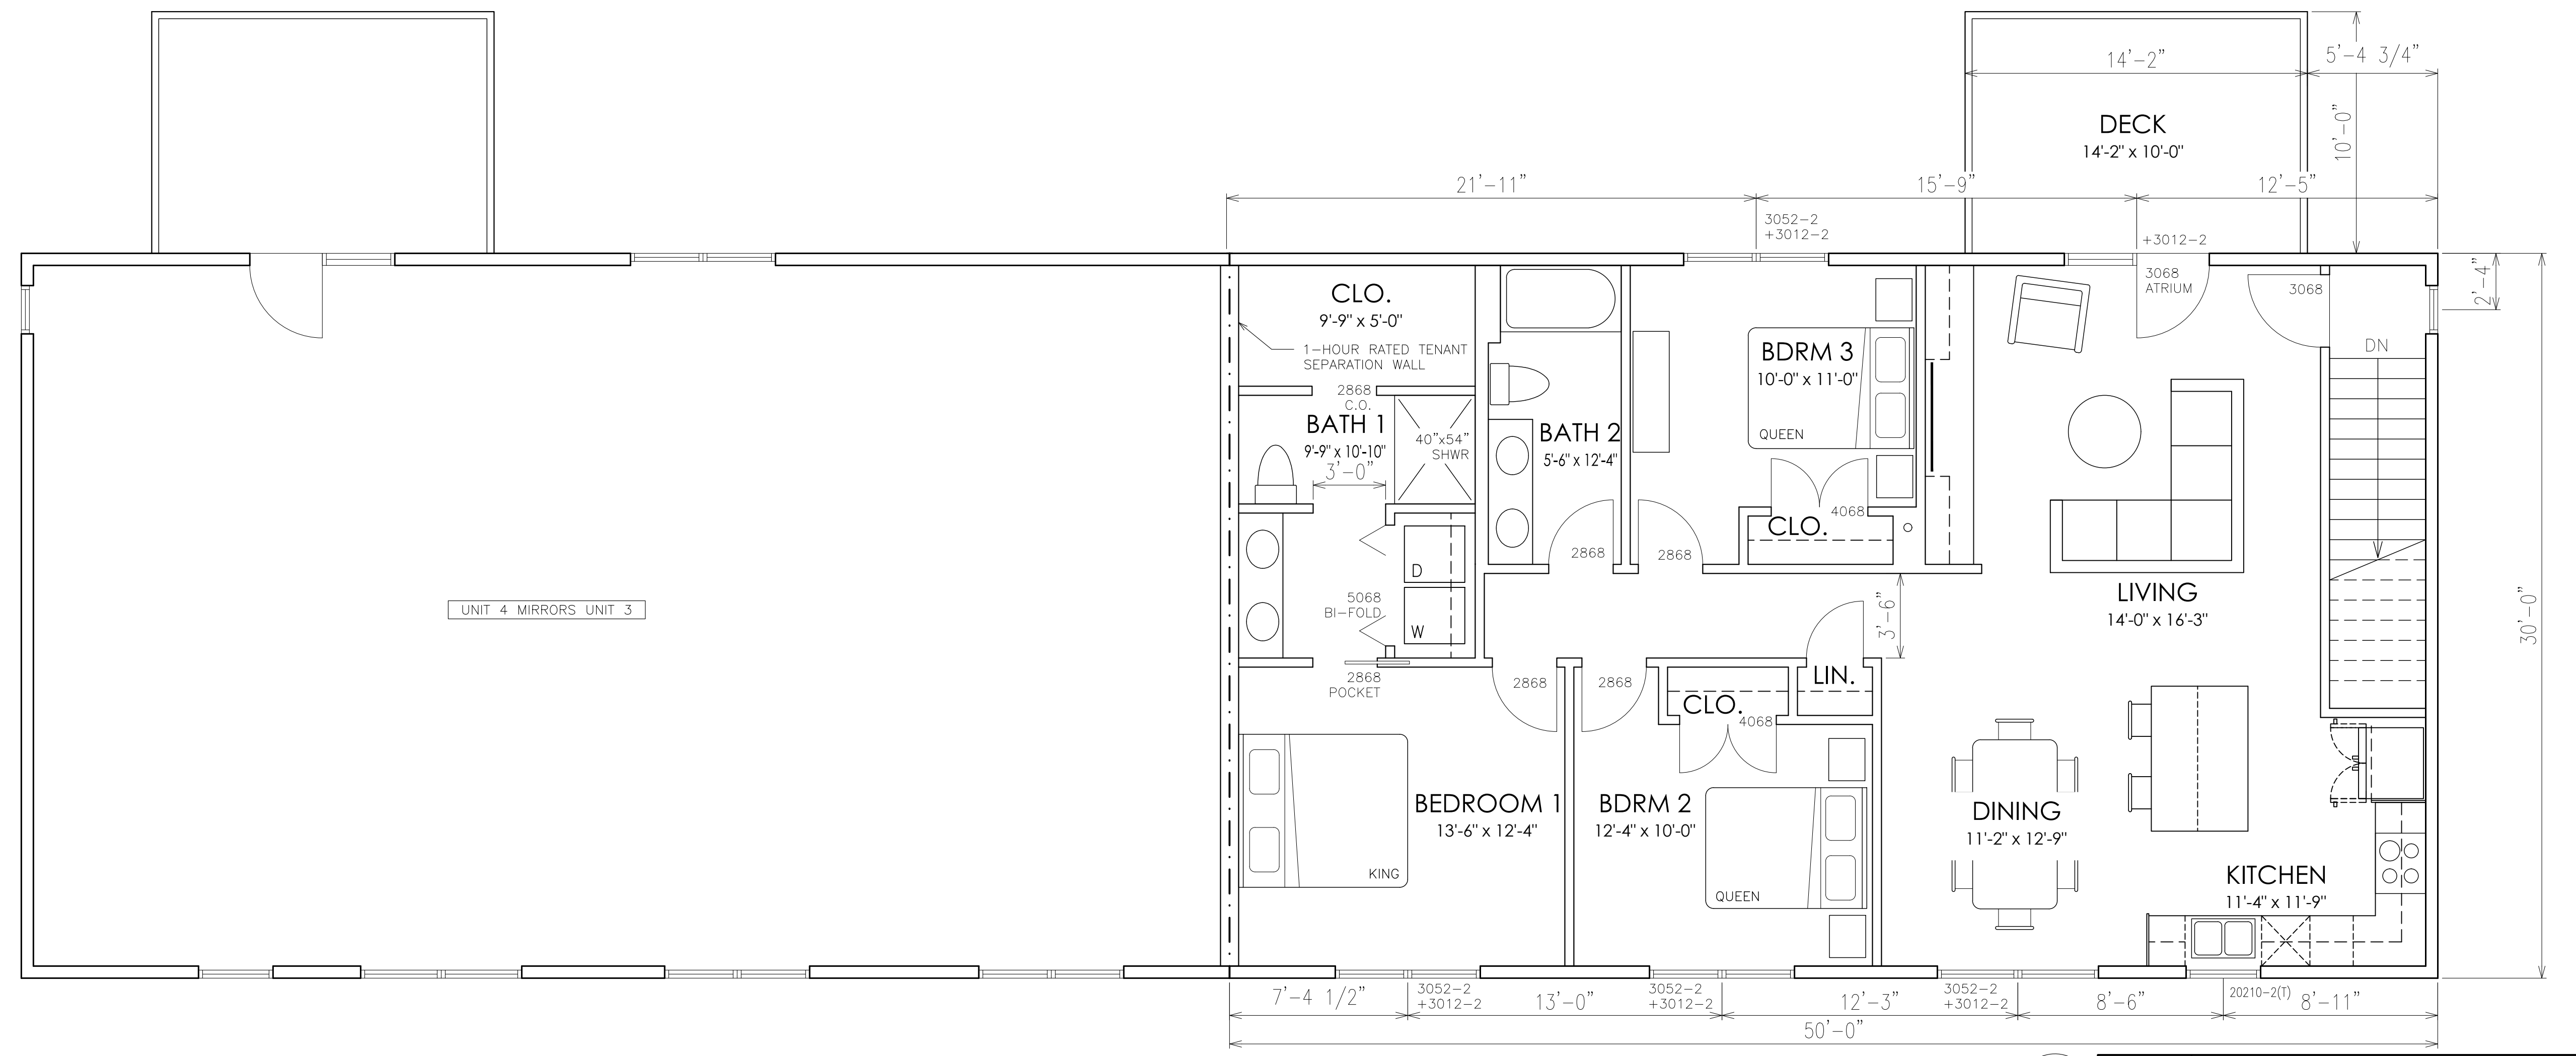 14'-2"
5'-4 3/4"
DECK
14'-2" x 10'-0"
10'-0"
21'-11"
15'-9"
12'-5"
3052-2
+3012-2
+3012-2
3068
ATRIUM
3068
2'-4"
CLO.
9'-9" x 5'-0"
1-HOUR RATED TENANT
SEPARATION WALL
2868
C.O.
BATH 1
9'-9" x 10'-10"
3'-0"
40"x54"
SHWR
BATH 2
5'-6" x 12'-4"
BDRM 3
10'-0" x 11'-0"
QUEEN
CLO.
4068
DN
2868
2868
D
W
5068
BI-FOLD
UNIT 4 MIRRORS UNIT 3
3'-6"
LIVING
14'-0" x 16'-3"
30'-0"
2868
POCKET
2868
2868
CLO.
4068
LIN.
BEDROOM 1
13'-6" x 12'-4"
KING
BDRM 2
12'-4" x 10'-0"
QUEEN
DINING
11'-2" x 12'-9"
KITCHEN
11'-4" x 11'-9"
7'-4 1/2"
3052-2
+3012-2
13'-0"
3052-2
+3012-2
12'-3"
3052-2
+3012-2
8'-6"
20210-2(T)
8'-11"
50'-0"